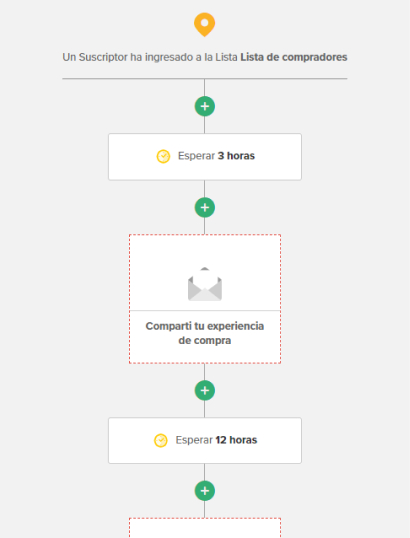 Un Suscriptor ha ingresado a la Lista Lista de compradores
Esperar 3 horas
Comparti tu experiencia
de compra
Esperar 12 horas